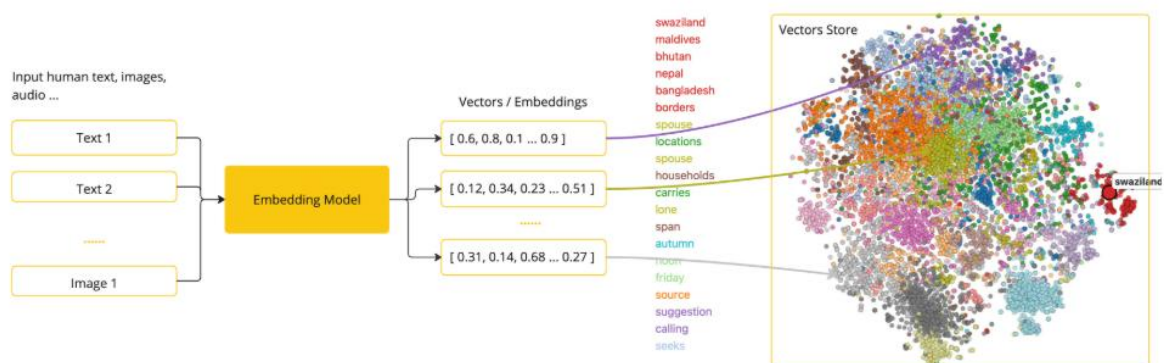 Input human text, images,
audio ...
Text 1
Text 2
......
Image 1
Embedding Model
Vectors / Embeddings
[ 0.6, 0.8, 0.1 ... 0.9 ]
[ 0.12, 0.34, 0.23 ... 0.51 ]
......
[ 0.31, 0.14, 0.68 ... 0.27 ]
swaziland
maldives
bhutan
nepal
bangladesh
borders
spouse
locations
spouse
households
carries
lone
span
autumn
noon
friday
source
suggestion
calling
seeks
Vectors Store
swaziland